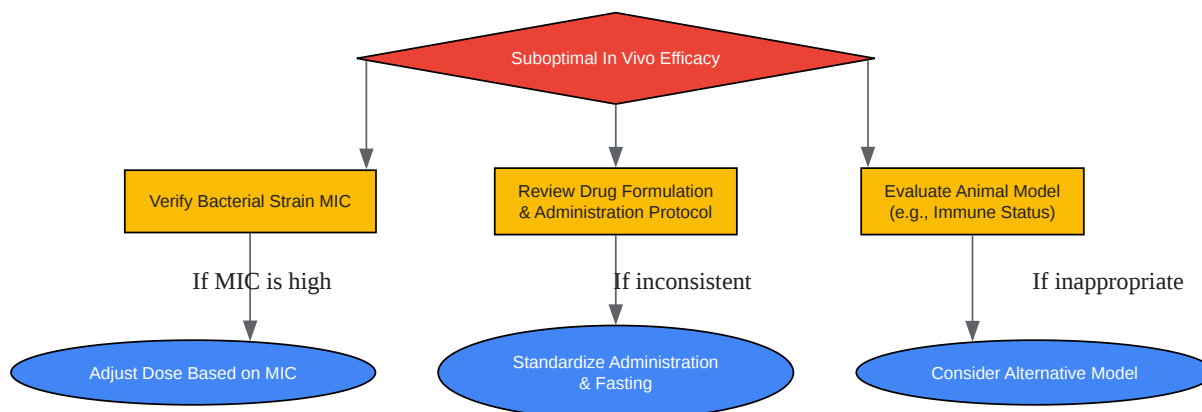 Suboptimal In Vivo Efficacy
Verify Bacterial Strain MIC
Review Drug Formulation
& Administration Protocol
Evaluate Animal Model
(e.g., Immune Status)
If MIC is high
If inconsistent
If inappropriate
Adjust Dose Based on MIC
Standardize Administration
& Fasting
Consider Alternative Model